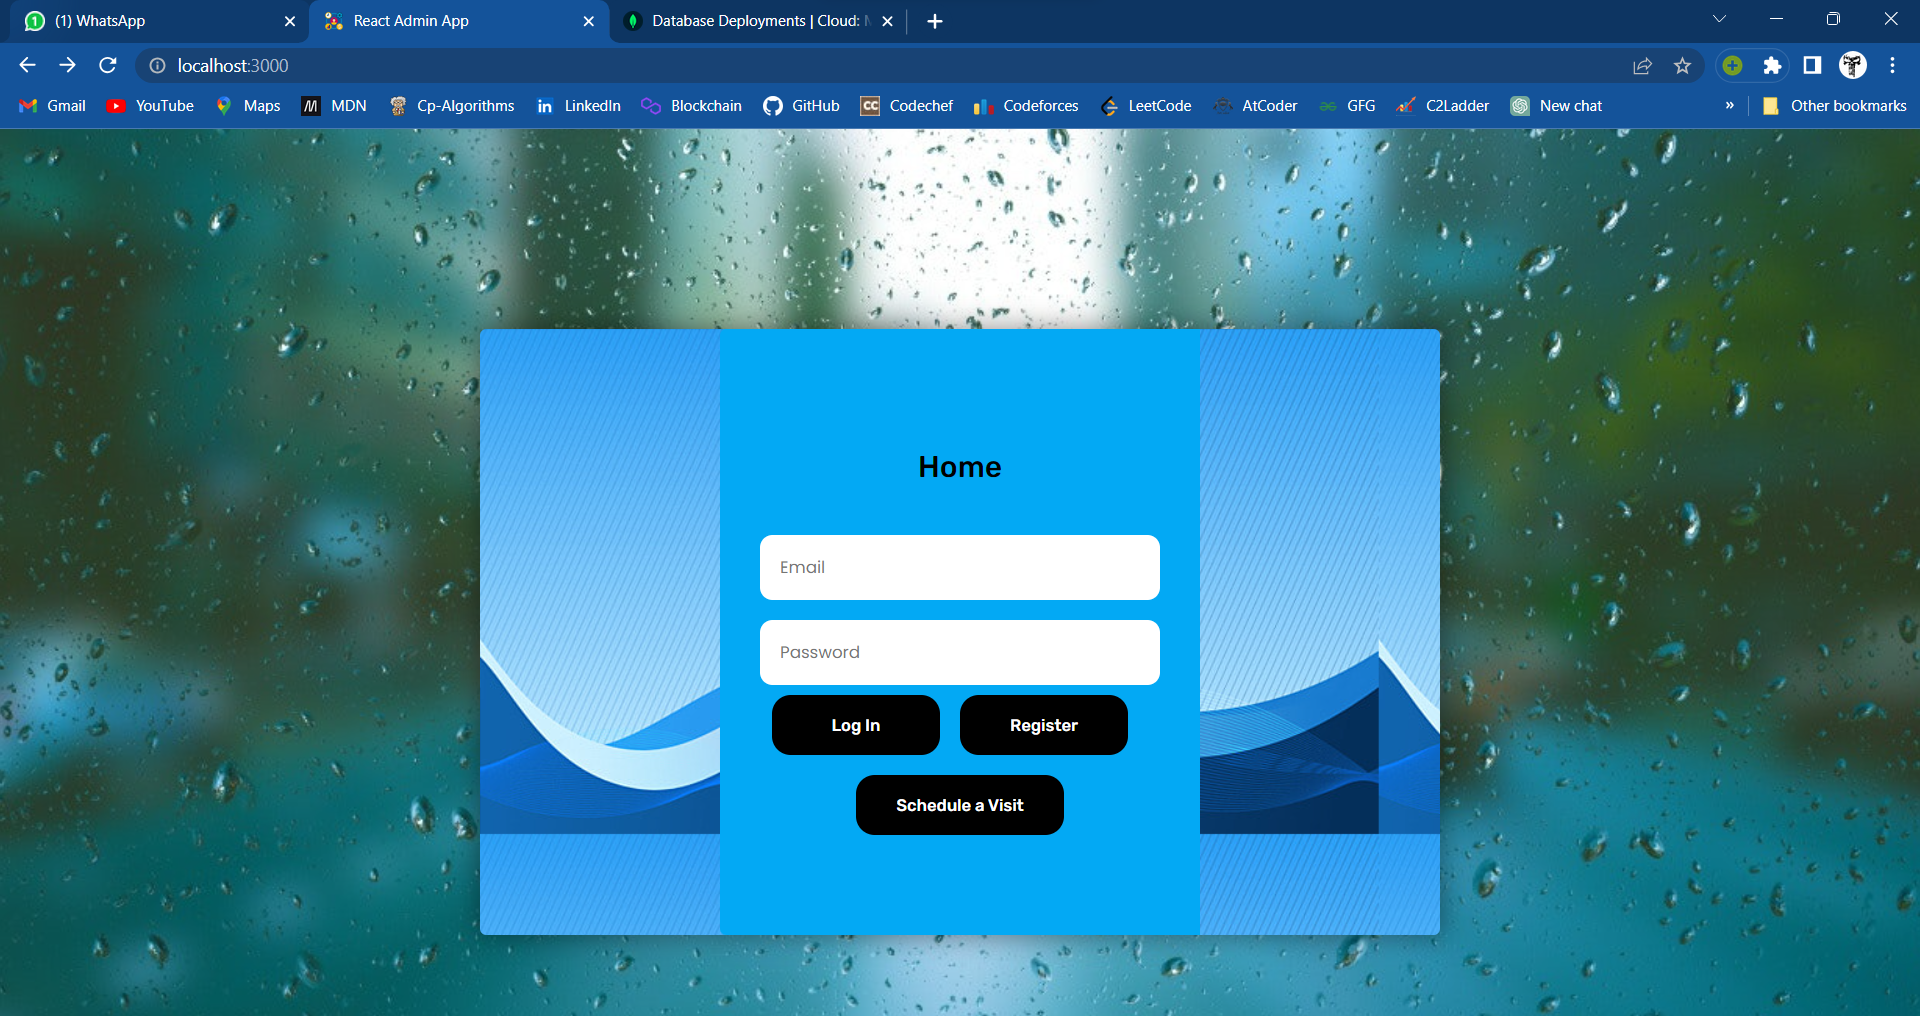 (1) WhatsApp
React Admin App
Database Deployments | Cloud:
localhost:3000
Gmail YouTube Maps MDN Cp-Algorithms LinkedIn Blockchain GitHub Codechef Codeforces LeetCode AtCoder GFG C2Ladder New chat » Other bookmarks
Home
Email
Password
Log In Register
Schedule a Visit